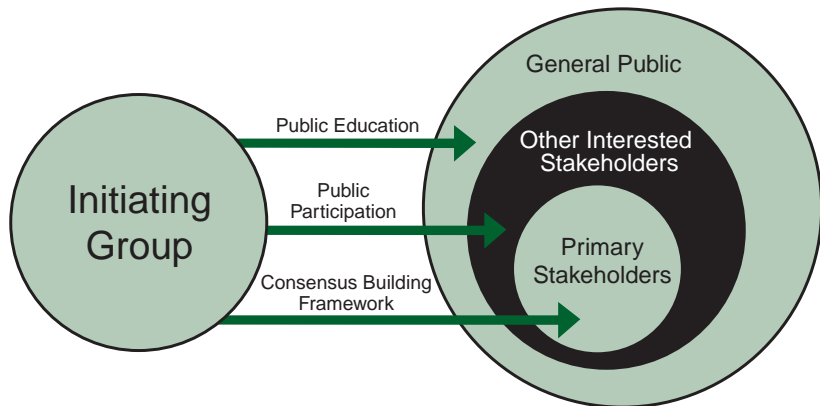 Initiating
Group
Public Education
Public
Participation
Consensus Building
Framework
General Public
Other Interested
Stakeholders
Primary
Stakeholders